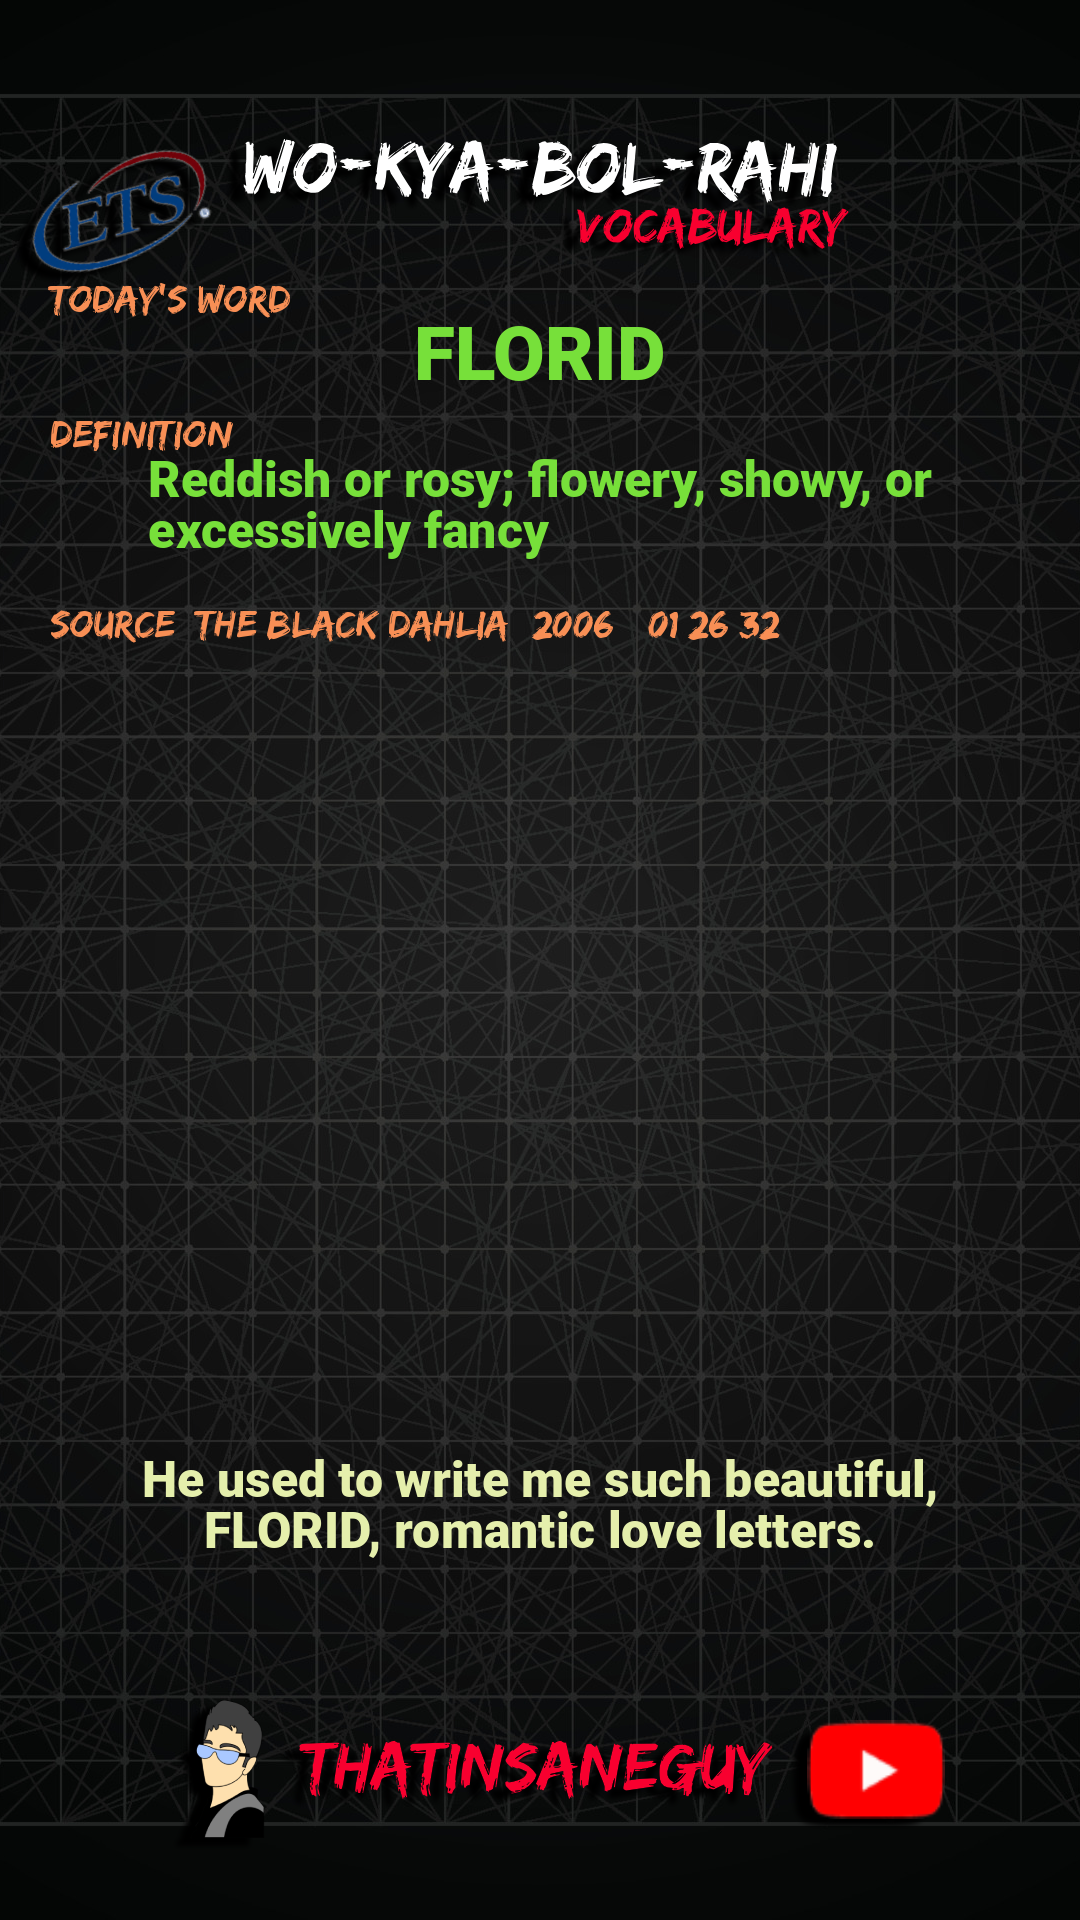 ETS
WO-KYA-BOL-RAHI
VOCABULARY
TODAY'S WORD
FLORID
DEFINITION
Reddish or rosy; flowery, showy, or
excessively fancy
SOURCE THE BLACK DAHLIA 2006 01 26 32
He used to write me such beautiful,
FLORID, romantic love letters.
THATINSANEGUY